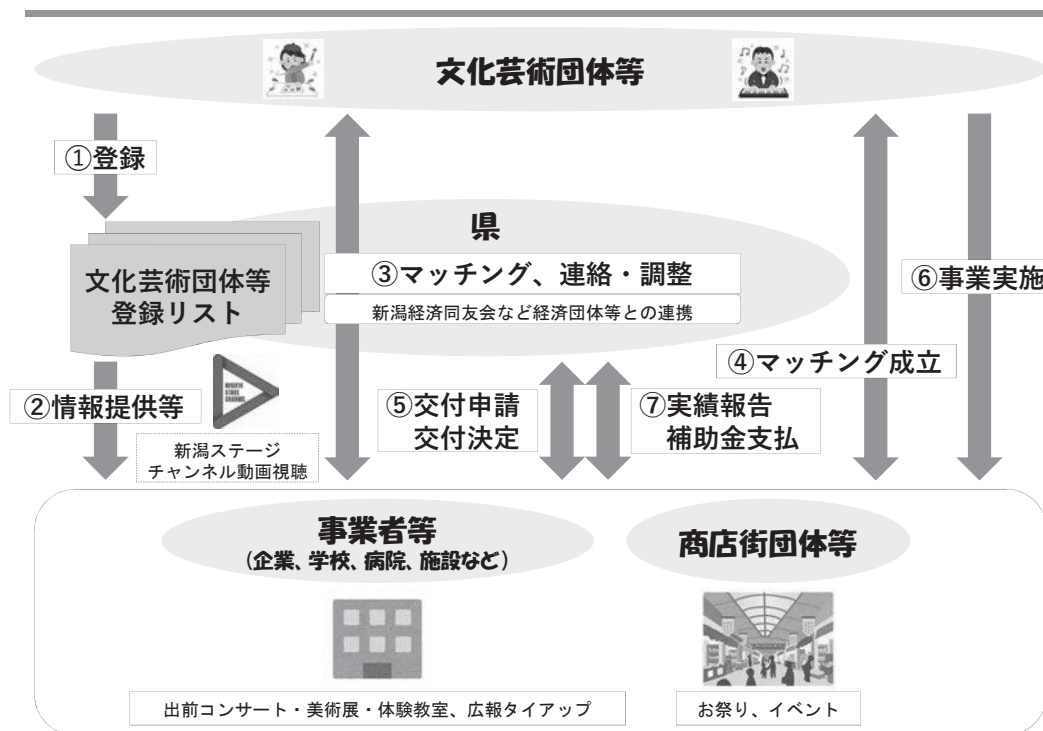 文化芸術団体等
①登録
県
文化芸術団体等
登録リスト
③マッチング、連絡・調整
新潟経済同友会など経済団体等との連携
⑥事業実施
④マッチング成立
②情報提供等
NIIGATA
STAGE
CHANNEL
新潟ステージ
チャンネル動画視聴
⑤交付申請
交付決定
⑦実績報告
補助金支払
事業者等
(企業、学校、病院、施設など)
商店街団体等
出前コンサート・美術展・体験教室、広報タイアップ
お祭り、イベント